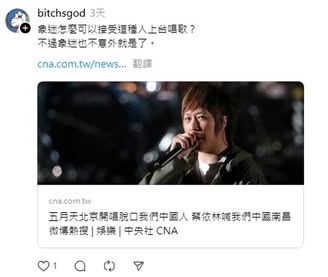 bitchsgod 3天
象迷怎麼可以接受這種人上台唱歌？
不過象迷也不意外就是了。
cna.com.tw/news... 翻譯
cna.com.tw
五月天北京開唱脫口我們中國人 蔡依林喊我們中國南昌
微博熱搜 | 娛樂 | 中央社 CNA
1